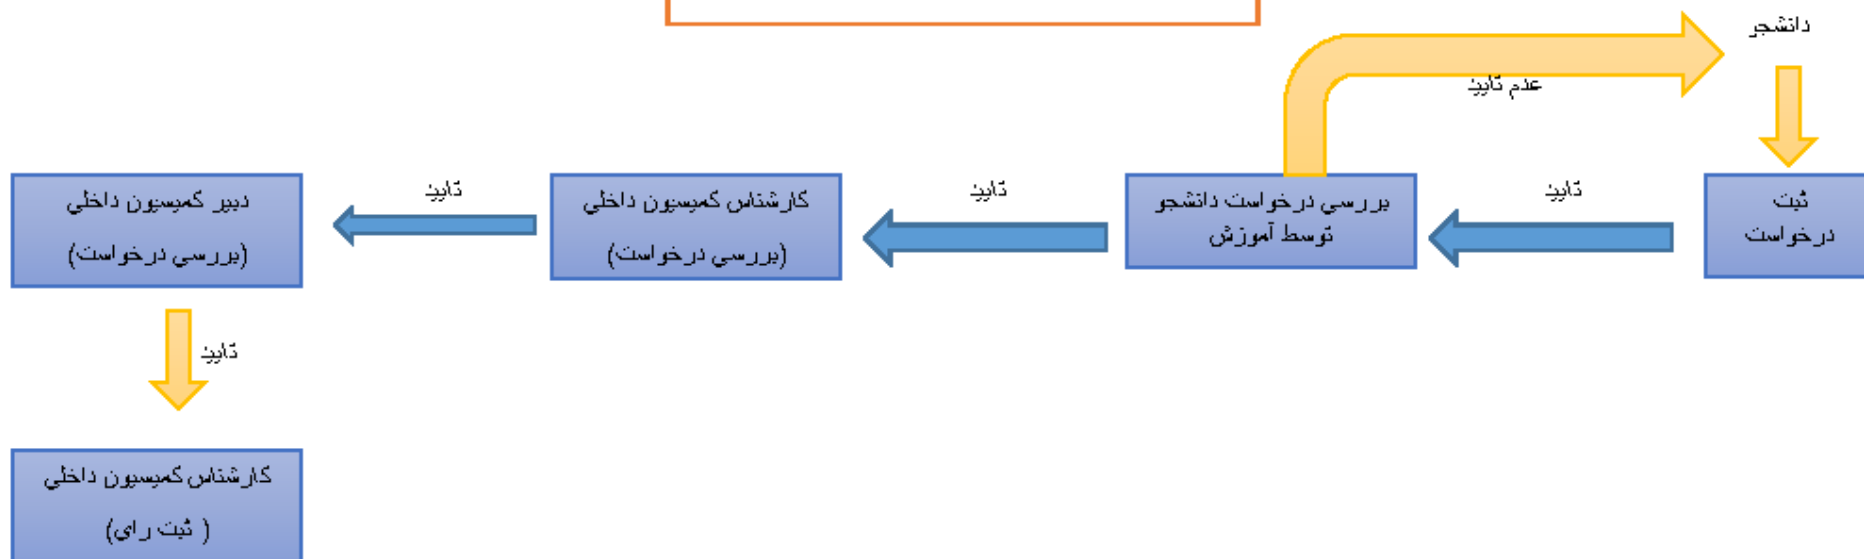 دانشجو
عدم تایید
ثبت
درخواست
تایید
بررسی درخواست دانشجو
توسط آموزش
تایید
کارشناس کمیسیون داخلی
(بررسی درخواست)
تایید
دبیر کمیسیون داخلی
(بررسی درخواست)
تایید
کارشناس کمیسیون داخلی
( ثبت رای)